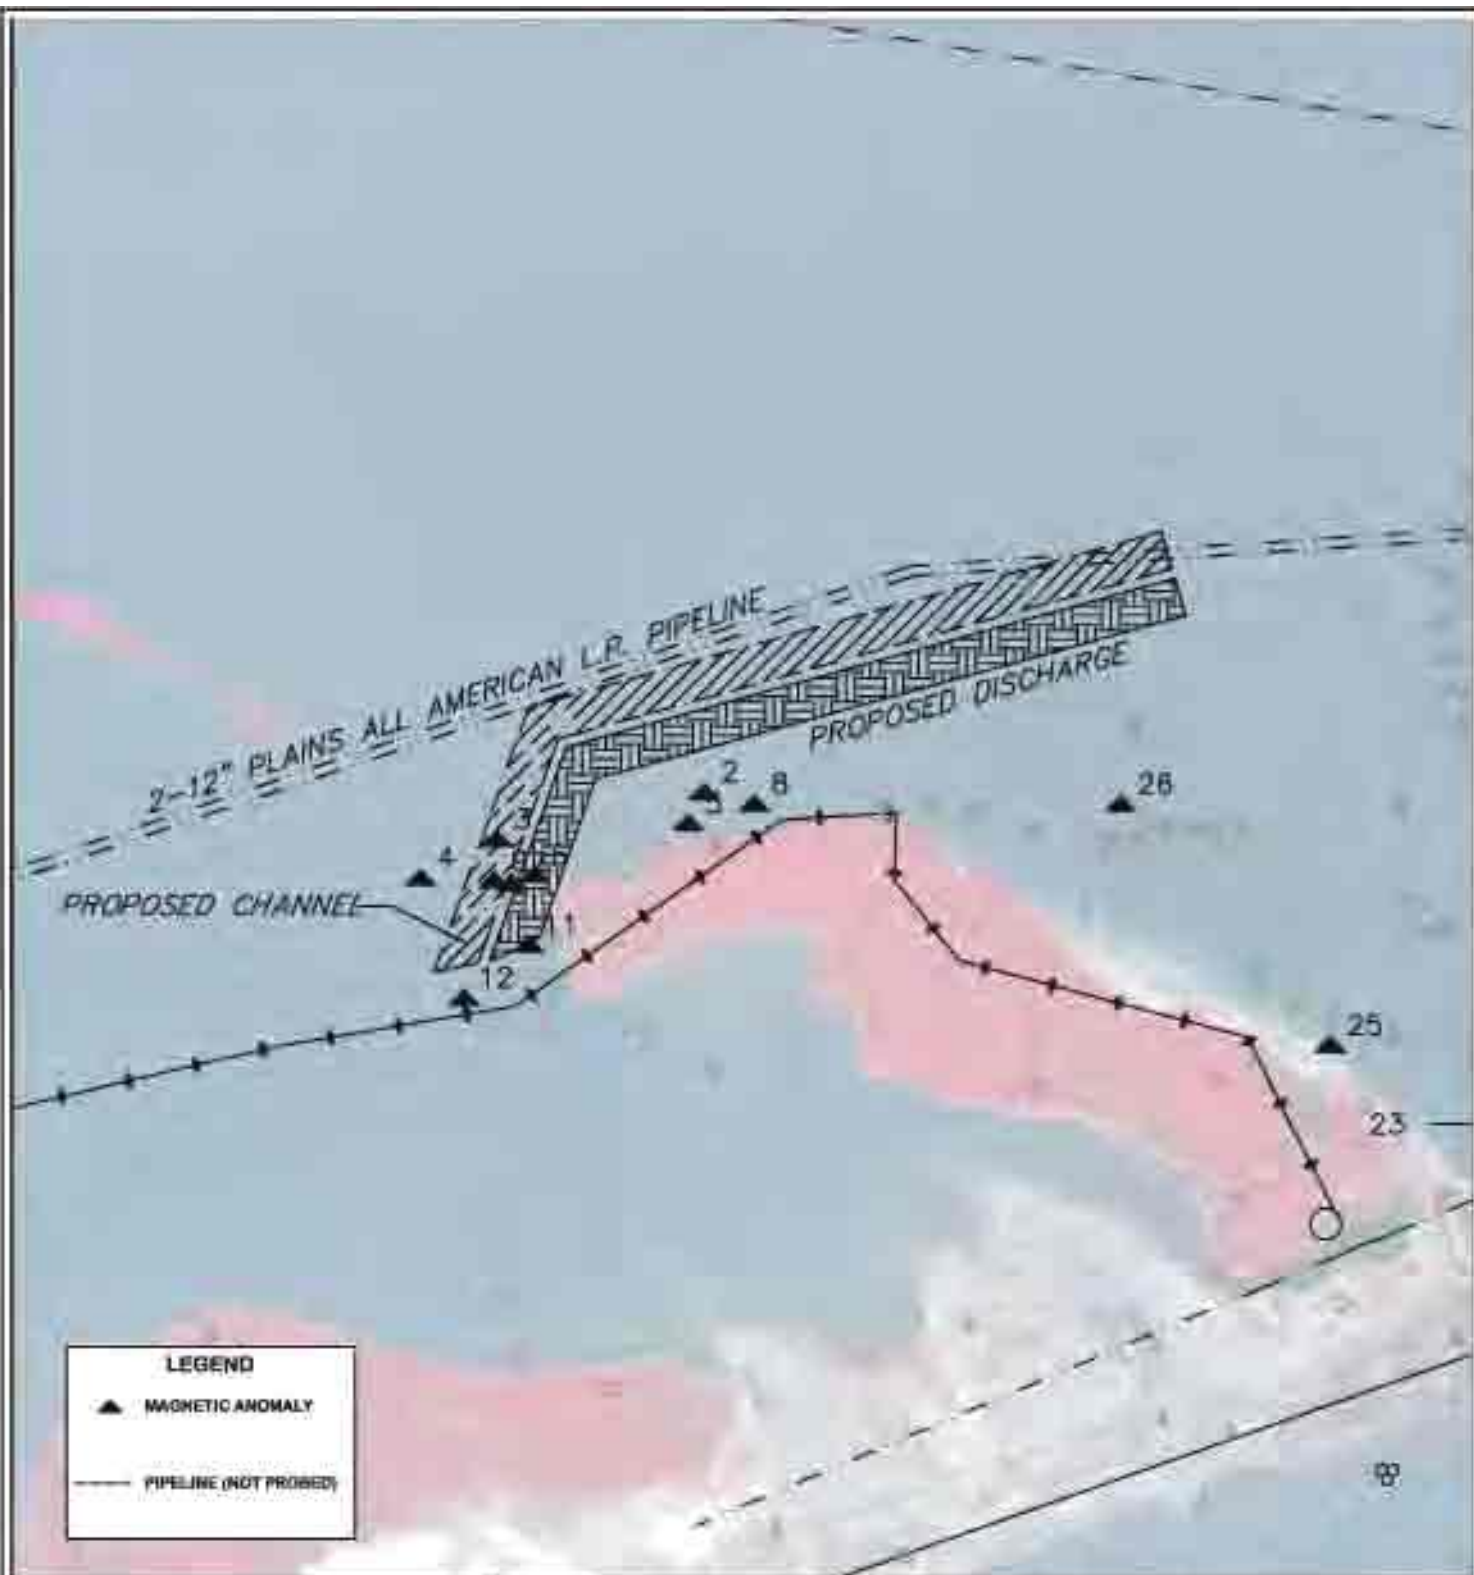 2-12" PLAINS ALL AMERICAN L.P. PIPELINE
PROPOSED DISCHARGE
2
8
26
3
4
PROPOSED CHANNEL
11
12
25
23
LEGEND
MAGNETIC ANOMALY
PIPELINE (NOT PROBED)